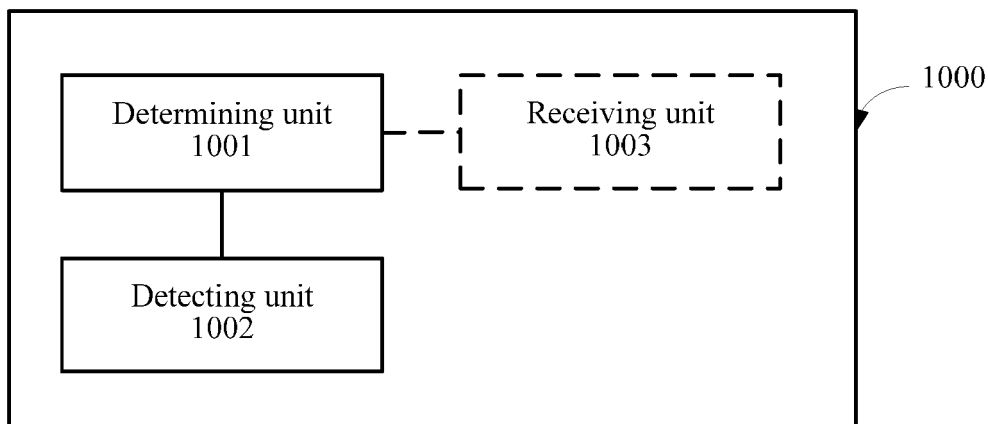 Determining unit
1001
Receiving unit
1003
1000
Detecting unit
1002